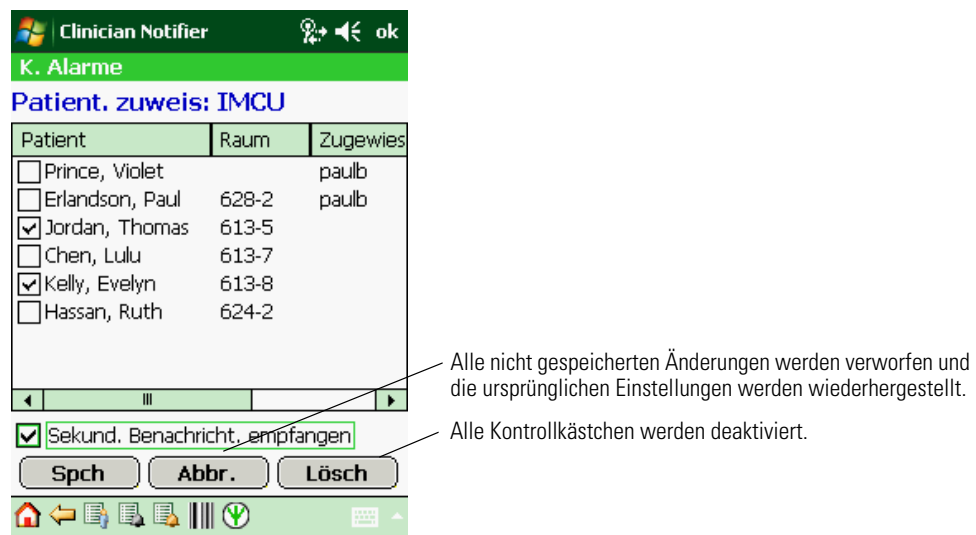 Clinician Notifier ok
K. Alarme
Patient. zuweis: IMCU
Patient Raum Zugewies
Prince, Violet paulb
Erlandson, Paul 628-2 paulb
Jordan, Thomas 613-5
Chen, Lulu 613-7
Kelly, Evelyn 613-8
Hassan, Ruth 624-2
Sekund. Benachricht. empfangen
Spch Abbr. Lösch
Alle nicht gespeicherten Änderungen werden verworfen und
die ursprünglichen Einstellungen werden wiederhergestellt.
Alle Kontrollkästchen werden deaktiviert.